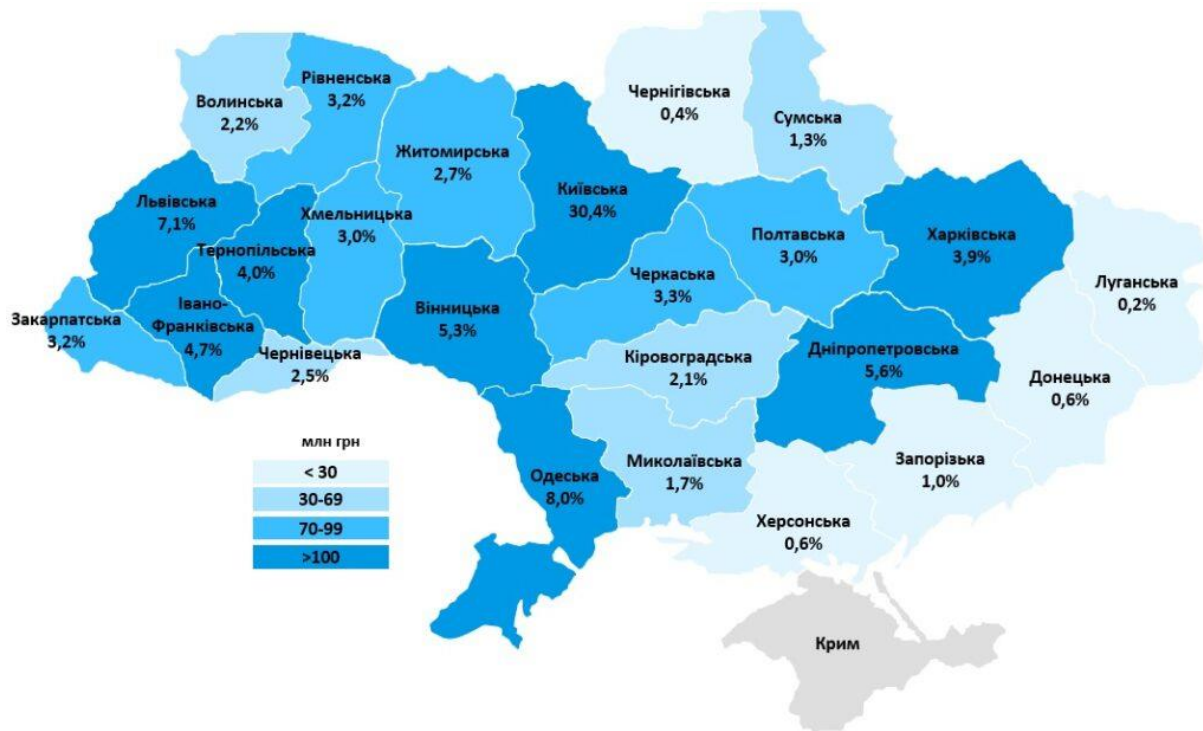 Рівненська
3,2%
Волинська
2,2%
Чернігівська
0,4%
Сумська
1,3%
Житомирська
2,7%
Київська
30,4%
Львівська
7,1%
Хмельницька
3,0%
Тернопільська
4,0%
Полтавська
3,0%
Харківська
3,9%
Луганська
0,2%
Черкаська
3,3%
Вінницька
5,3%
Івано-
Франківська
4,7%
Закарпатська
3,2%
Чернівецька
2,5%
Кіровоградська
2,1%
Дніпропетровська
5,6%
Донецька
0,6%
Одеська
8,0%
Миколаївська
1,7%
Запорізька
1,0%
Херсонська
0,6%
Крим
млн грн
< 30
30-69
70-99
>100